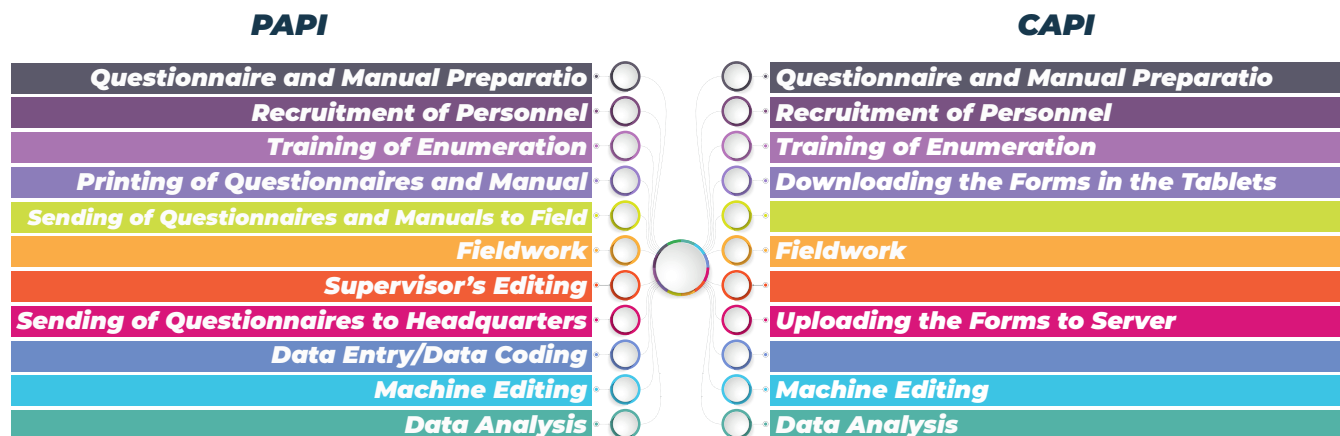 PAPI
Questionnaire and Manual Preparatio
Recruitment of Personnel
Training of Enumeration
Printing of Questionnaires and Manual
Sending of Questionnaires and Manuals to Field
Fieldwork
Supervisor's Editing
Sending of Questionnaires to Headquarters
Data Entry/Data Coding
Machine Editing
Data Analysis
CAPI
Questionnaire and Manual Preparatio
Recruitment of Personnel
Training of Enumeration
Downloading the Forms in the Tablets
Fieldwork
Uploading the Forms to Server
Machine Editing
Data Analysis